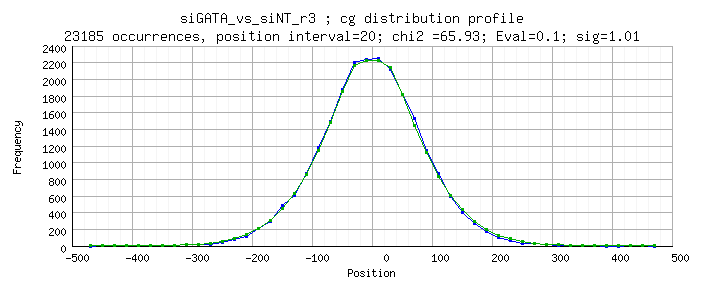 siGATA_vs_siNT_r3 ; cg distribution profile
23185 occurrences, position interval=20; chi2 =65.93; Eval=0.1; sig=1.01
2400
2200
2000
1800
1600
1400
1200
1000
800
600
400
200
0
Frequency
-500 -400 -300 -200 -100 0 100 200 300 400 500
Position